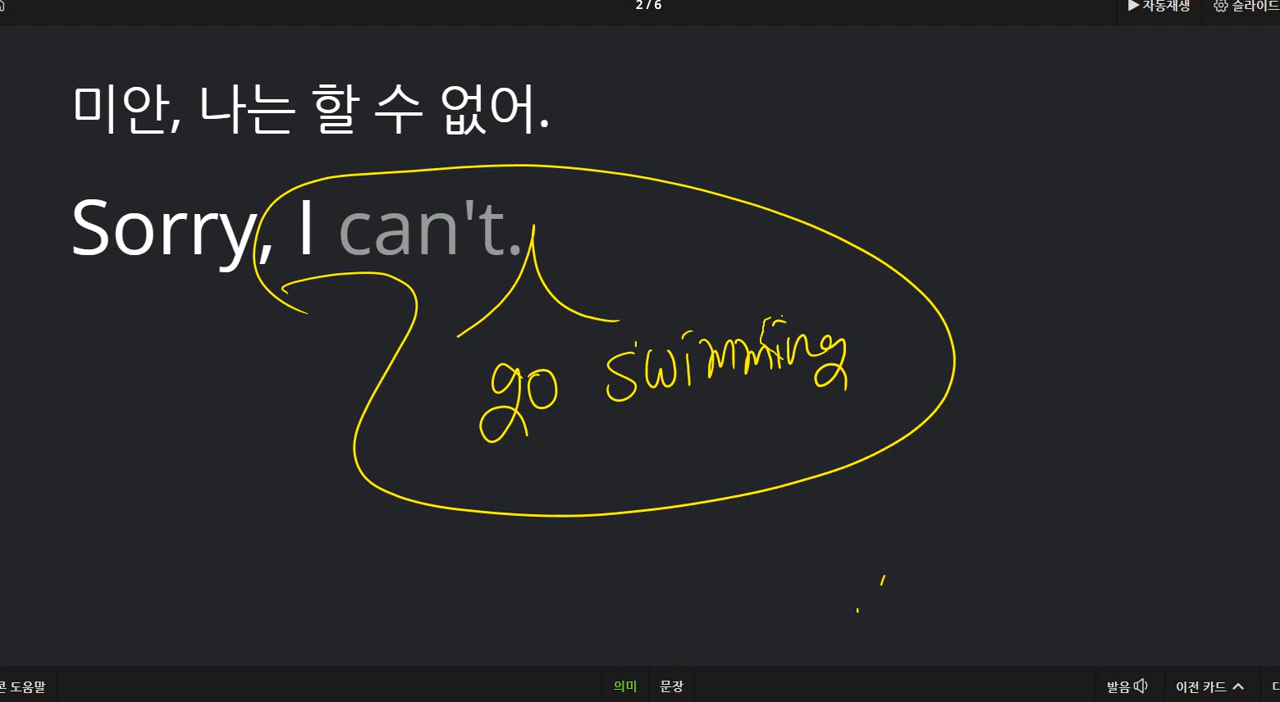 2 / 6
▶ 자동재생
슬라이드
미안, 나는 할 수 없어.
Sorry, I can't.
go swimming
도움말
의미
문장
발음
이전 카드